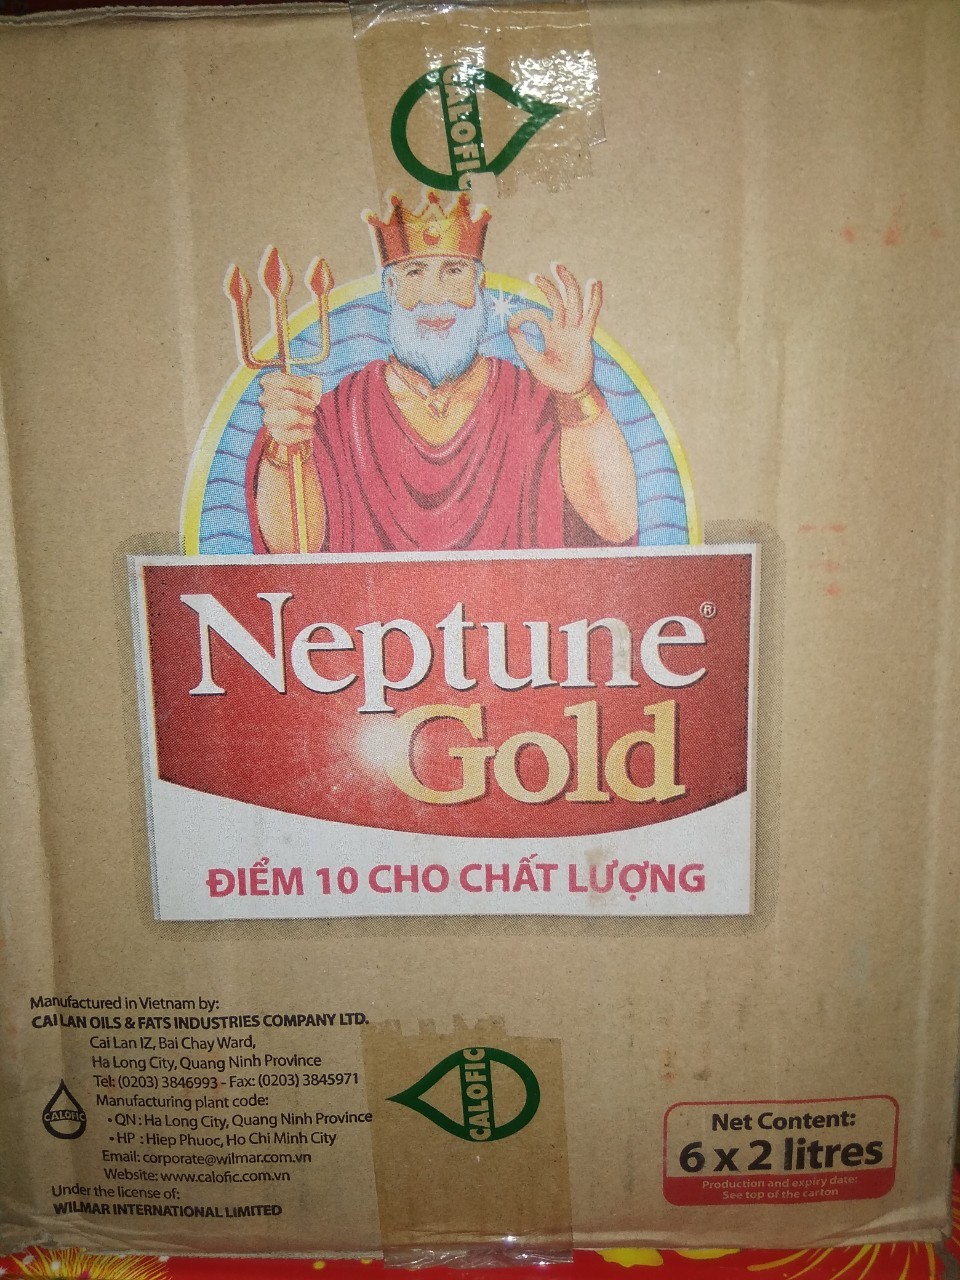 CALOFIC
Neptune®
Gold
ĐIỂM 10 CHO CHẤT LƯỢNG
Manufactured in Vietnam by:
CAI LAN OILS & FATS INDUSTRIES COMPANY LTD.
Cai Lan IZ, Bai Chay Ward,
Ha Long City, Quang Ninh Province
Tel: (0203) 3846993 - Fax: (0203) 3845971
Manufacturing plant code:
• QN : Ha Long City, Quang Ninh Province
• HP : Hiep Phuoc, Ho Chi Minh City
Email: corporate@wilmar.com.vn
Website: www.calofic.com.vn
Under the license of:
WILMAR INTERNATIONAL LIMITED
CALOFIC
CALOFIC
Net Content:
6 x 2 litres
Production and expiry date:
See top of the carton